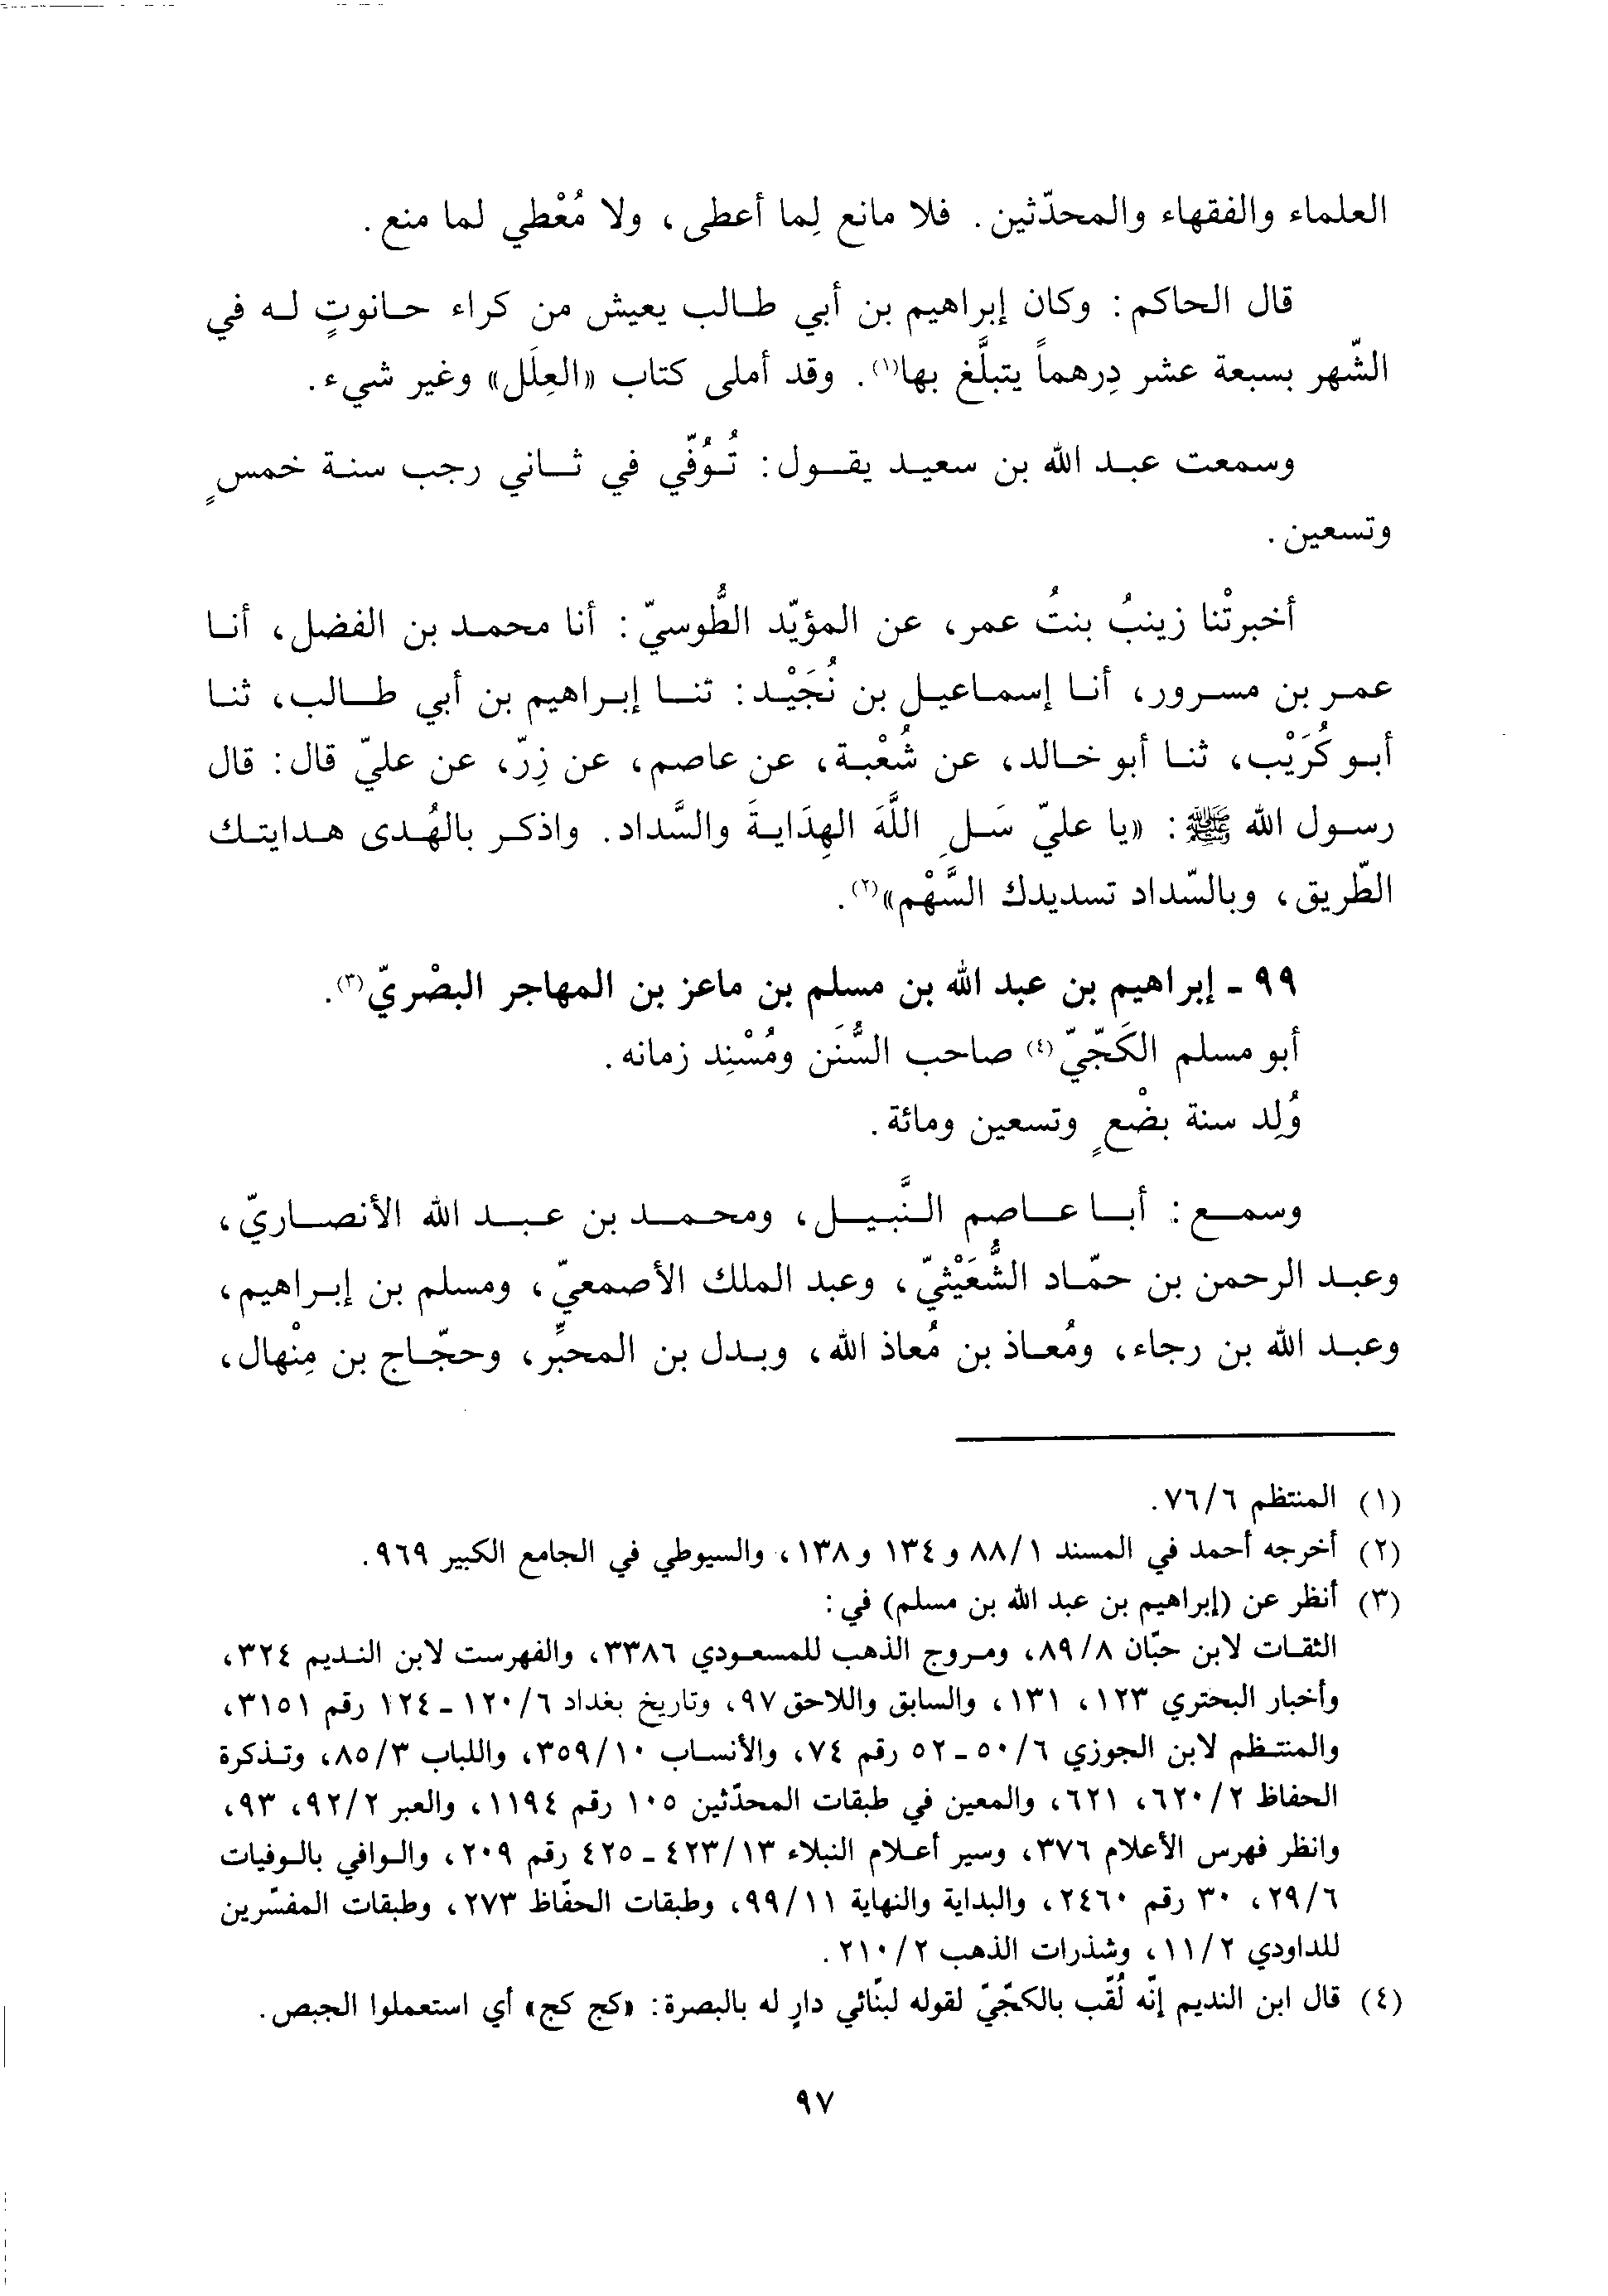 العلماء والفقهاء والمحدّثين. فلا مانع لِما أعطى، ولا مُعْطي لما منع.
قال الحاكم: وكان إبراهيم بن أبي طالب يعيش من كراء حانوتٍ له في
الشّهر بسبعة عشر دِرهماً يتبلَّغ بها(١). وقد أملى كتاب «العِلَل» وغير شيء.
وسمعت عبد الله بن سعيد يقول: تُوُفّي في ثاني رجب سنة خمسٍ
وتسعين.
أخبرتْنا زينبُ بنتُ عمر، عن المؤيّد الطُّوسيّ: أنا محمد بن الفضل، أنا
عمر بن مسرور، أنا إسماعيل بن نُجَيْد: ثنا إبراهيم بن أبي طالب، ثنا
أبو كُرَيْب، ثنا أبو خالد، عن شُعْبة، عن عاصم، عن زِرّ، عن عليّ قال: قال
رسول الله ﷺ: «يا عليّ سَلِ اللَّهَ الهِدَايةَ والسَّداد. واذكر بالهُدى هدايتك
الطّريق، وبالسّداد تسديدك السَّهْم»(٢).
٩٩ - إبراهيم بن عبد الله بن مسلم بن ماعز بن المهاجر البصْريّ(٣).
أبو مسلم الكَجّيّ(٤) صاحب السُّنَن ومُسْنِد زمانه.
وُلِد سنة بضْعٍ وتسعين ومائة.
وسمع: أبا عاصم النَّبيل، ومحمد بن عبد الله الأنصاريّ،
وعبد الرحمن بن حمّاد الشُّعَيْثيّ، وعبد الملك الأصمعيّ، ومسلم بن إبراهيم،
وعبد الله بن رجاء، ومُعاذ بن مُعاذ الله، وبدل بن المحبِّر، وحجّاج بن مِنْهال،
(١) المنتظم ٧٦/٦.
(٢) أخرجه أحمد في المسند ٨٨/١ و١٣٤ و١٣٨، والسيوطي في الجامع الكبير ٩٦٩.
(٣) أنظر عن (إبراهيم بن عبد الله بن مسلم) في:
الثقات لابن حبّان ٨٩/٨، ومروج الذهب للمسعودي ٣٣٨٦، والفهرست لابن النديم ٣٢٤،
وأخبار البحتري ١٢٣، ١٣١، والسابق واللاحق ٩٧، وتاريخ بغداد ١٢٠/٦ - ١٢٤ رقم ٣١٥١،
والمنتظم لابن الجوزي ٥٠/٦ - ٥٢ رقم ٧٤، والأنساب ٣٥٩/١٠، واللباب ٨٥/٣، وتذكرة
الحفاظ ٦٢٠/٢، ٦٢١، والمعين في طبقات المحدّثين ١٠٥ رقم ١١٩٤، والعبر ٩٢/٢، ٩٣،
وانظر فهرس الأعلام ٣٧٦، وسير أعلام النبلاء ٤٢٣/١٣ - ٤٢٥ رقم ٢٠٩، والوافي بالوفيات
٢٩/٦، ٣٠ رقم ٢٤٦٠، والبداية والنهاية ٩٩/١١، وطبقات الحفّاظ ٢٧٣، وطبقات المفسّرين
للداودي ١١/٢، وشذرات الذهب ٢١٠/٢.
(٤) قال ابن النديم إنّه لُقّب بالكجّيّ لقوله لبنّائي دارٍ له بالبصرة: «كج كج» أي استعملوا الجبص.
٩٧